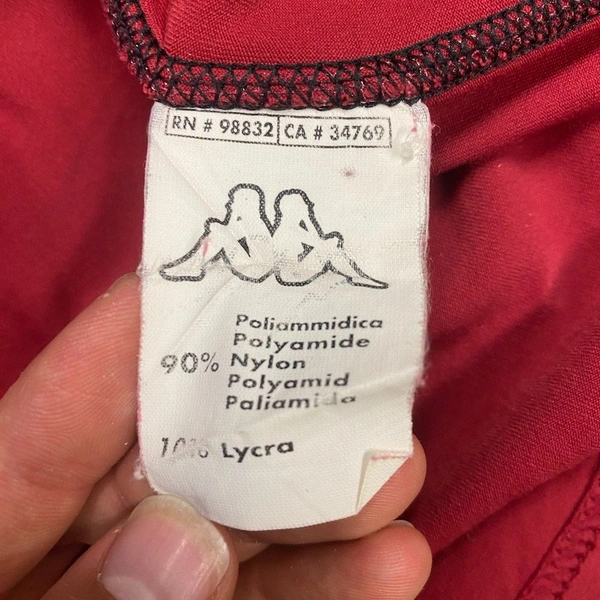 RN # 98832 CA # 34769
Poliammidica
Polyamide
90% Nylon
Polyamid
Paliamida
10% Lycra